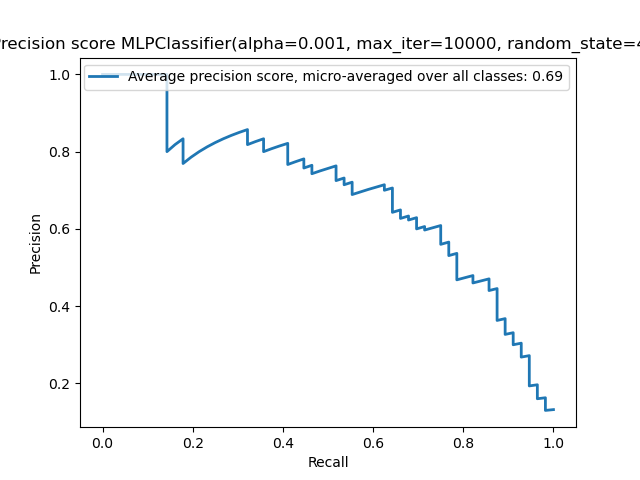 Precision score MLPClassifier(alpha=0.001, max_iter=10000, random_state=4
Average precision score, micro-averaged over all classes: 0.69
1.0
0.8
0.6
0.4
0.2
Precision
0.0 0.2 0.4 0.6 0.8 1.0
Recall